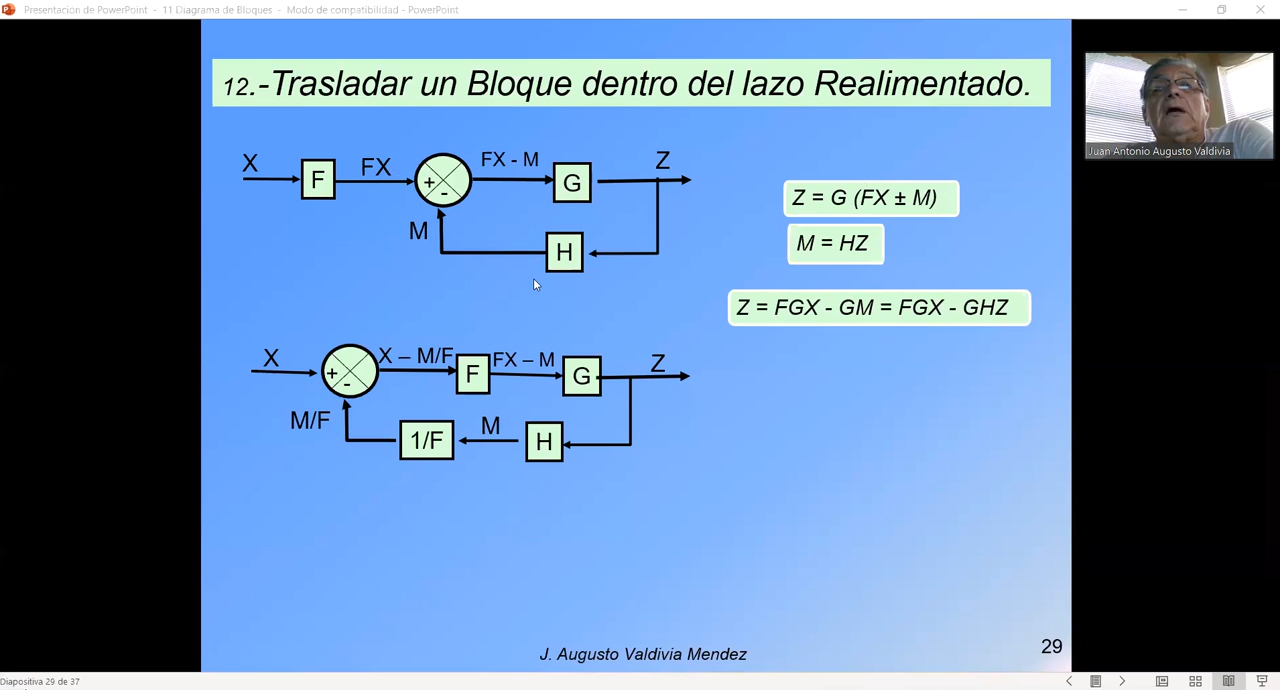 Presentación de PowerPoint - 11 Diagrama de Bloques - Modo de compatibilidad - PowerPoint
12.-Trasladar un Bloque dentro del lazo Realimentado.
X F FX + - FX - M G Z
M H
Z = G (FX ± M)
M = HZ
Z = FGX - GM = FGX - GHZ
X + - X – M/F F FX – M G Z
M/F 1/F M H
Juan Antonio Augusto Valdivia
J. Augusto Valdivia Mendez
29
Diapositiva 29 de 37